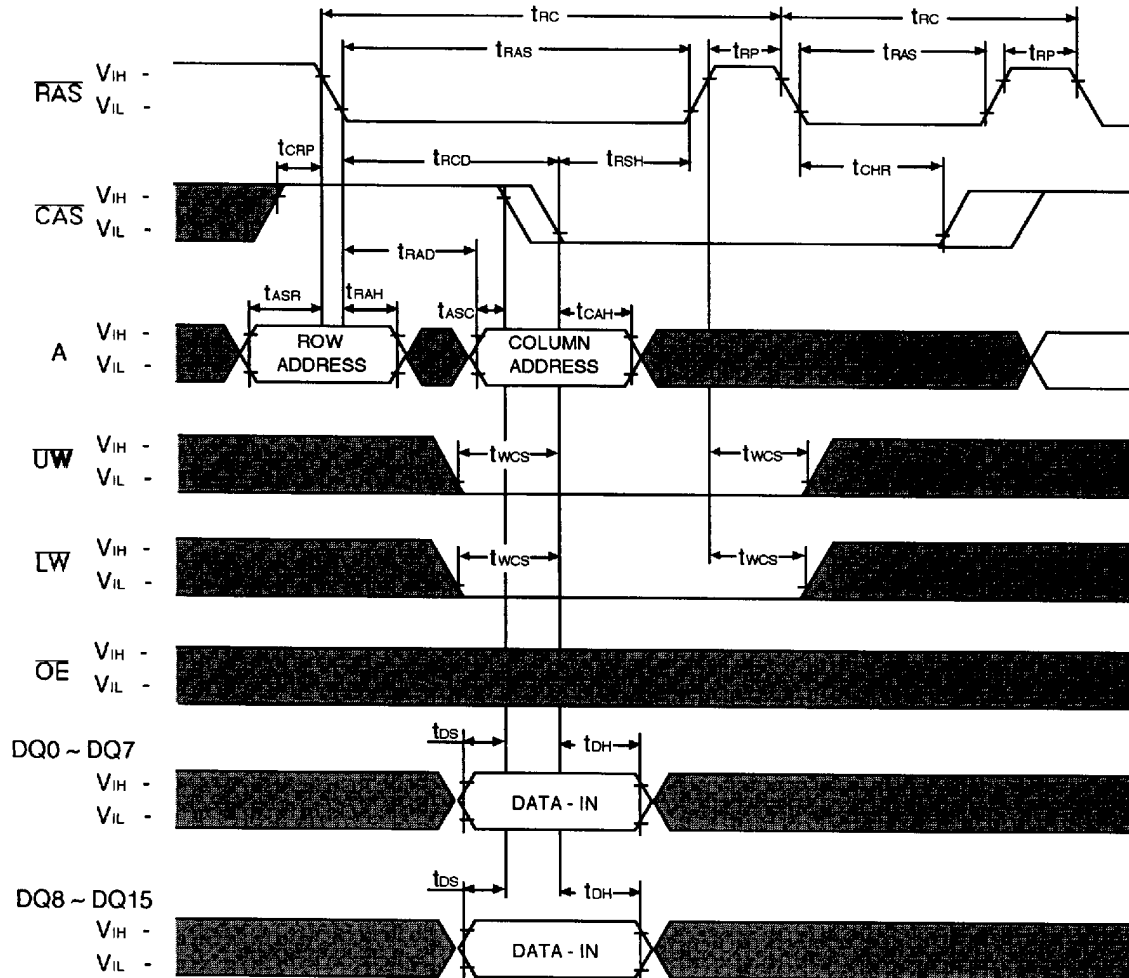 tRC tRC
tRAS tRP tRAS tRP
RAS VIH -
VIL -
tCRP tRCD tRSH tCHR
CAS VIH -
VIL -
tRAD
tASR tRAH tASC tCAH
A VIH -
VIL -
ROW ADDRESS
COLUMN ADDRESS
UW VIH -
VIL -
tWCS tWCS
LW VIH -
VIL -
tWCS tWCS
OE VIH -
VIL -
tDS tDH
DQ0 ~ DQ7
VIH -
VIL -
DATA - IN
tDS tDH
DQ8 ~ DQ15
VIH -
VIL -
DATA - IN